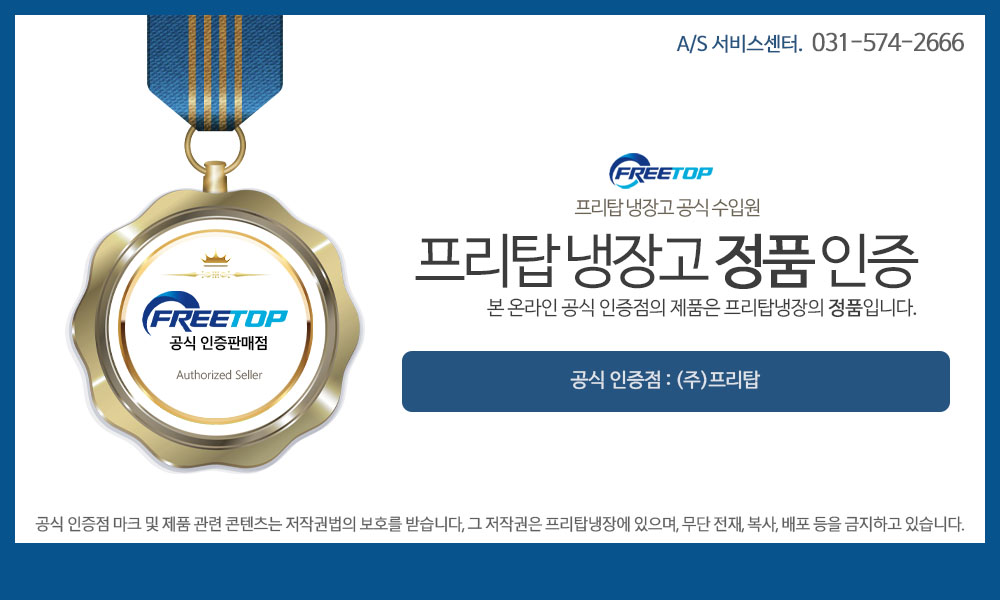 A/S 서비스센터. 031-574-2666
FREETOP
프리탑 냉장고 공식 수입원
프리탑 냉장고 정품 인증
본 온라인 공식 인증점의 제품은 프리탑냉장의 정품입니다.
공식 인증점 : (주)프리탑
FREETOP
공식 인증판매점
Authorized Seller
공식 인증점 마크 및 제품 관련 콘텐츠는 저작권법의 보호를 받습니다, 그 저작권은 프리탑냉장에 있으며, 무단 전재, 복사, 배포 등을 금지하고 있습니다.